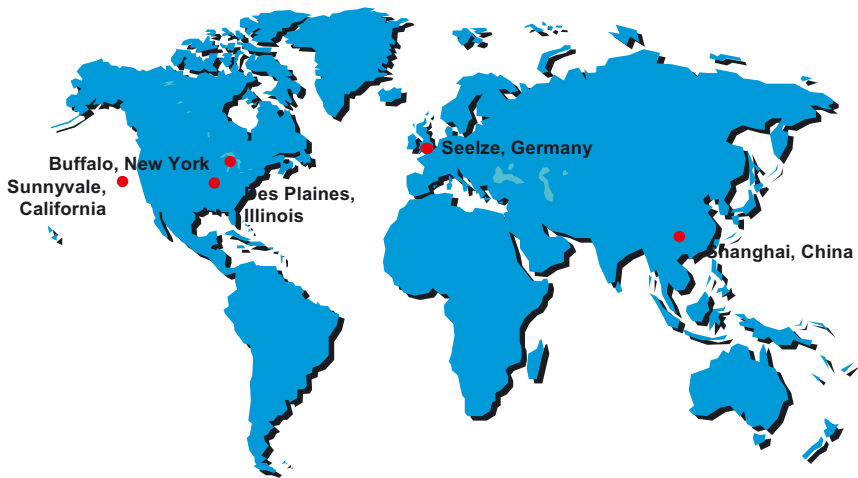 Buffalo, New York
Sunnyvale,
California
Des Plaines,
Illinois
Seelze, Germany
Shanghai, China